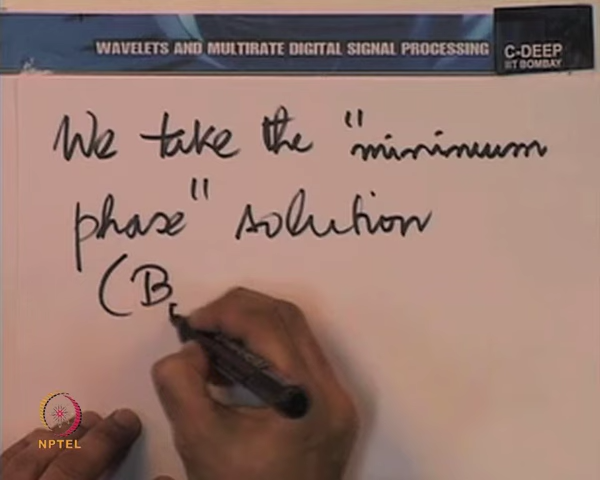 WAVELETS AND MULTIRATE DIGITAL SIGNAL PROCESSING
C-DEEP
IIT BOMBAY
We take the "minimum
phase" solution
(B
NPTEL